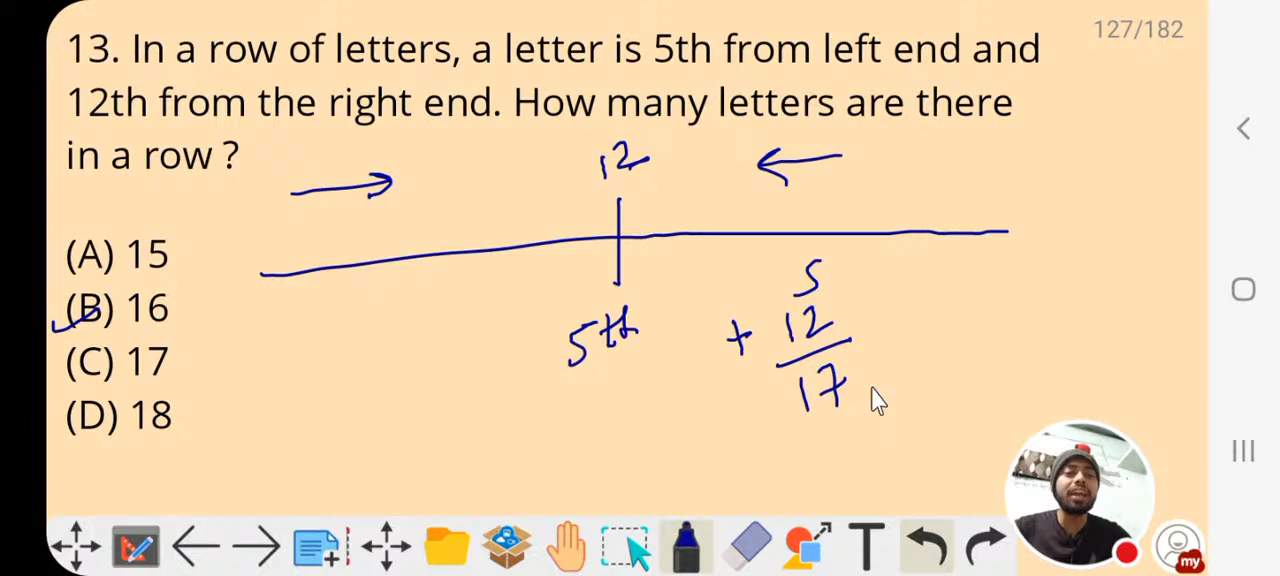 127/182
13. In a row of letters, a letter is 5th from left end and
12th from the right end. How many letters are there
in a row ?
12
(A) 15
(B) 16
(C) 17
(D) 18
5th
5
+ 12
17
T
my